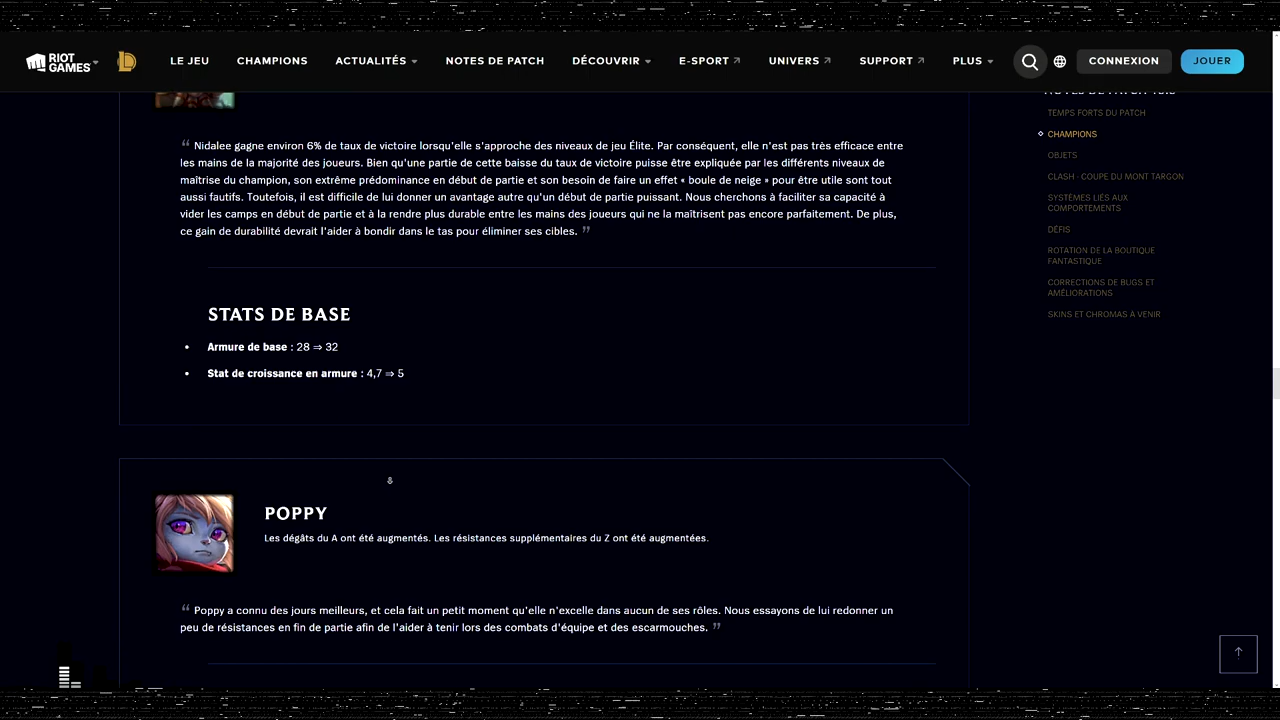 RIOT GAMES
LE JEU
CHAMPIONS
ACTUALITÉS
NOTES DE PATCH
DÉCOUVRIR
E-SPORT
UNIVERS
SUPPORT
PLUS
CONNEXION
JOUER
“ Nidalee gagne environ 6% de taux de victoire lorsqu'elle s'approche des niveaux de jeu Élite. Par conséquent, elle n'est pas très efficace entre
les mains de la majorité des joueurs. Bien qu'une partie de cette baisse du taux de victoire puisse être expliquée par les différents niveaux de
maîtrise du champion, son extrême prédominance en début de partie et son besoin de faire un effet « boule de neige » pour être utile sont tout
aussi fautifs. Toutefois, il est difficile de lui donner un avantage autre qu'un début de partie puissant. Nous cherchons à faciliter sa capacité à
vider les camps en début de partie et à la rendre plus durable entre les mains des joueurs qui ne la maîtrisent pas encore parfaitement. De plus,
ce gain de durabilité devrait l'aider à bondir dans le tas pour éliminer ses cibles. ”
STATS DE BASE
• Armure de base : 28 ⇒ 32
• Stat de croissance en armure : 4,7 ⇒ 5
POPPY
Les dégâts du A ont été augmentés. Les résistances supplémentaires du Z ont été augmentées.
“ Poppy a connu des jours meilleurs, et cela fait un petit moment qu'elle n'excelle dans aucun de ses rôles. Nous essayons de lui redonner un
peu de résistances en fin de partie afin de l'aider à tenir lors des combats d'équipe et des escarmouches. ”
NOTES DE PATCH
TEMPS FORTS DU PATCH
CHAMPIONS
OBJETS
CLASH - COUPE DU MONT TARGON
SYSTÈMES LIÉS AUX
COMPORTEMENTS
DÉFIS
ROTATION DE LA BOUTIQUE
FANTASTIQUE
CORRECTIONS DE BUGS ET
AMÉLIORATIONS
SKINS ET CHROMAS À VENIR